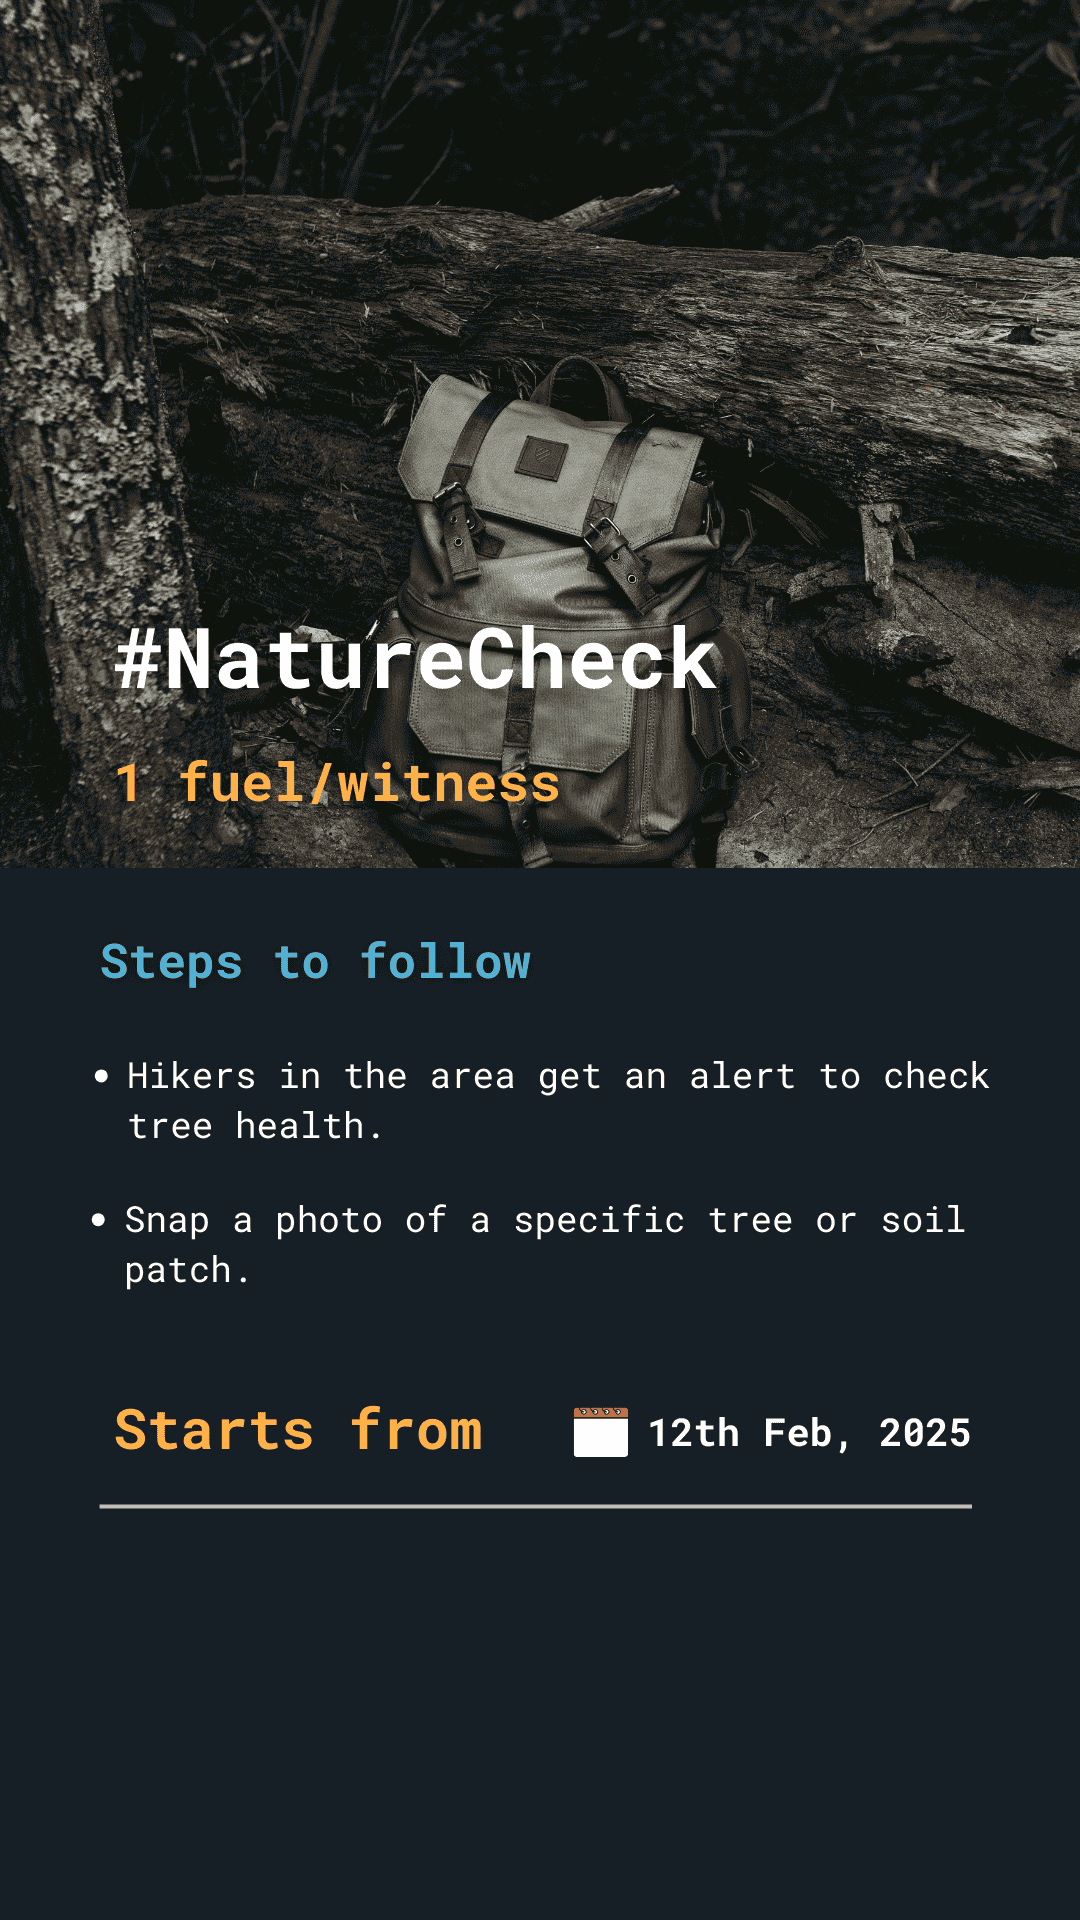 #NatureCheck
1 fuel/witness
Steps to follow
• Hikers in the area get an alert to check
tree health.
• Snap a photo of a specific tree or soil
patch.
Starts from
12th Feb, 2025